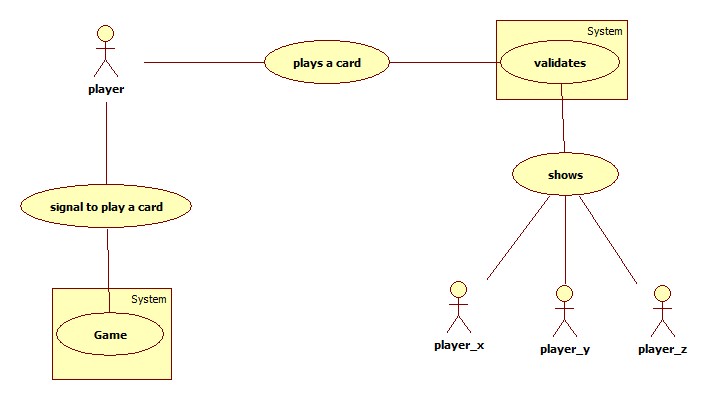 System
plays a card
validates
player
shows
signal to play a card
System
Game
player_x
player_y
player_z